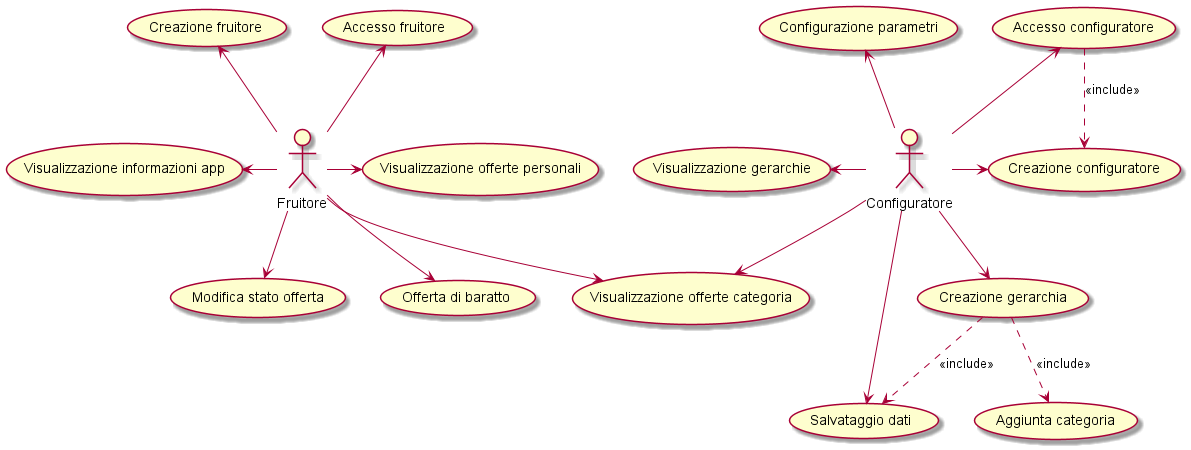 Creazione fruitore
Accesso fruitore
Configurazione parametri
Accesso configuratore
«include»
Visualizzazione informazioni app
Visualizzazione offerte personali
Visualizzazione gerarchie
Creazione configuratore
Fruitore
Configuratore
Modifica stato offerta
Offerta di baratto
Visualizzazione offerte categoria
Creazione gerarchia
«include»
«include»
Salvataggio dati
Aggiunta categoria